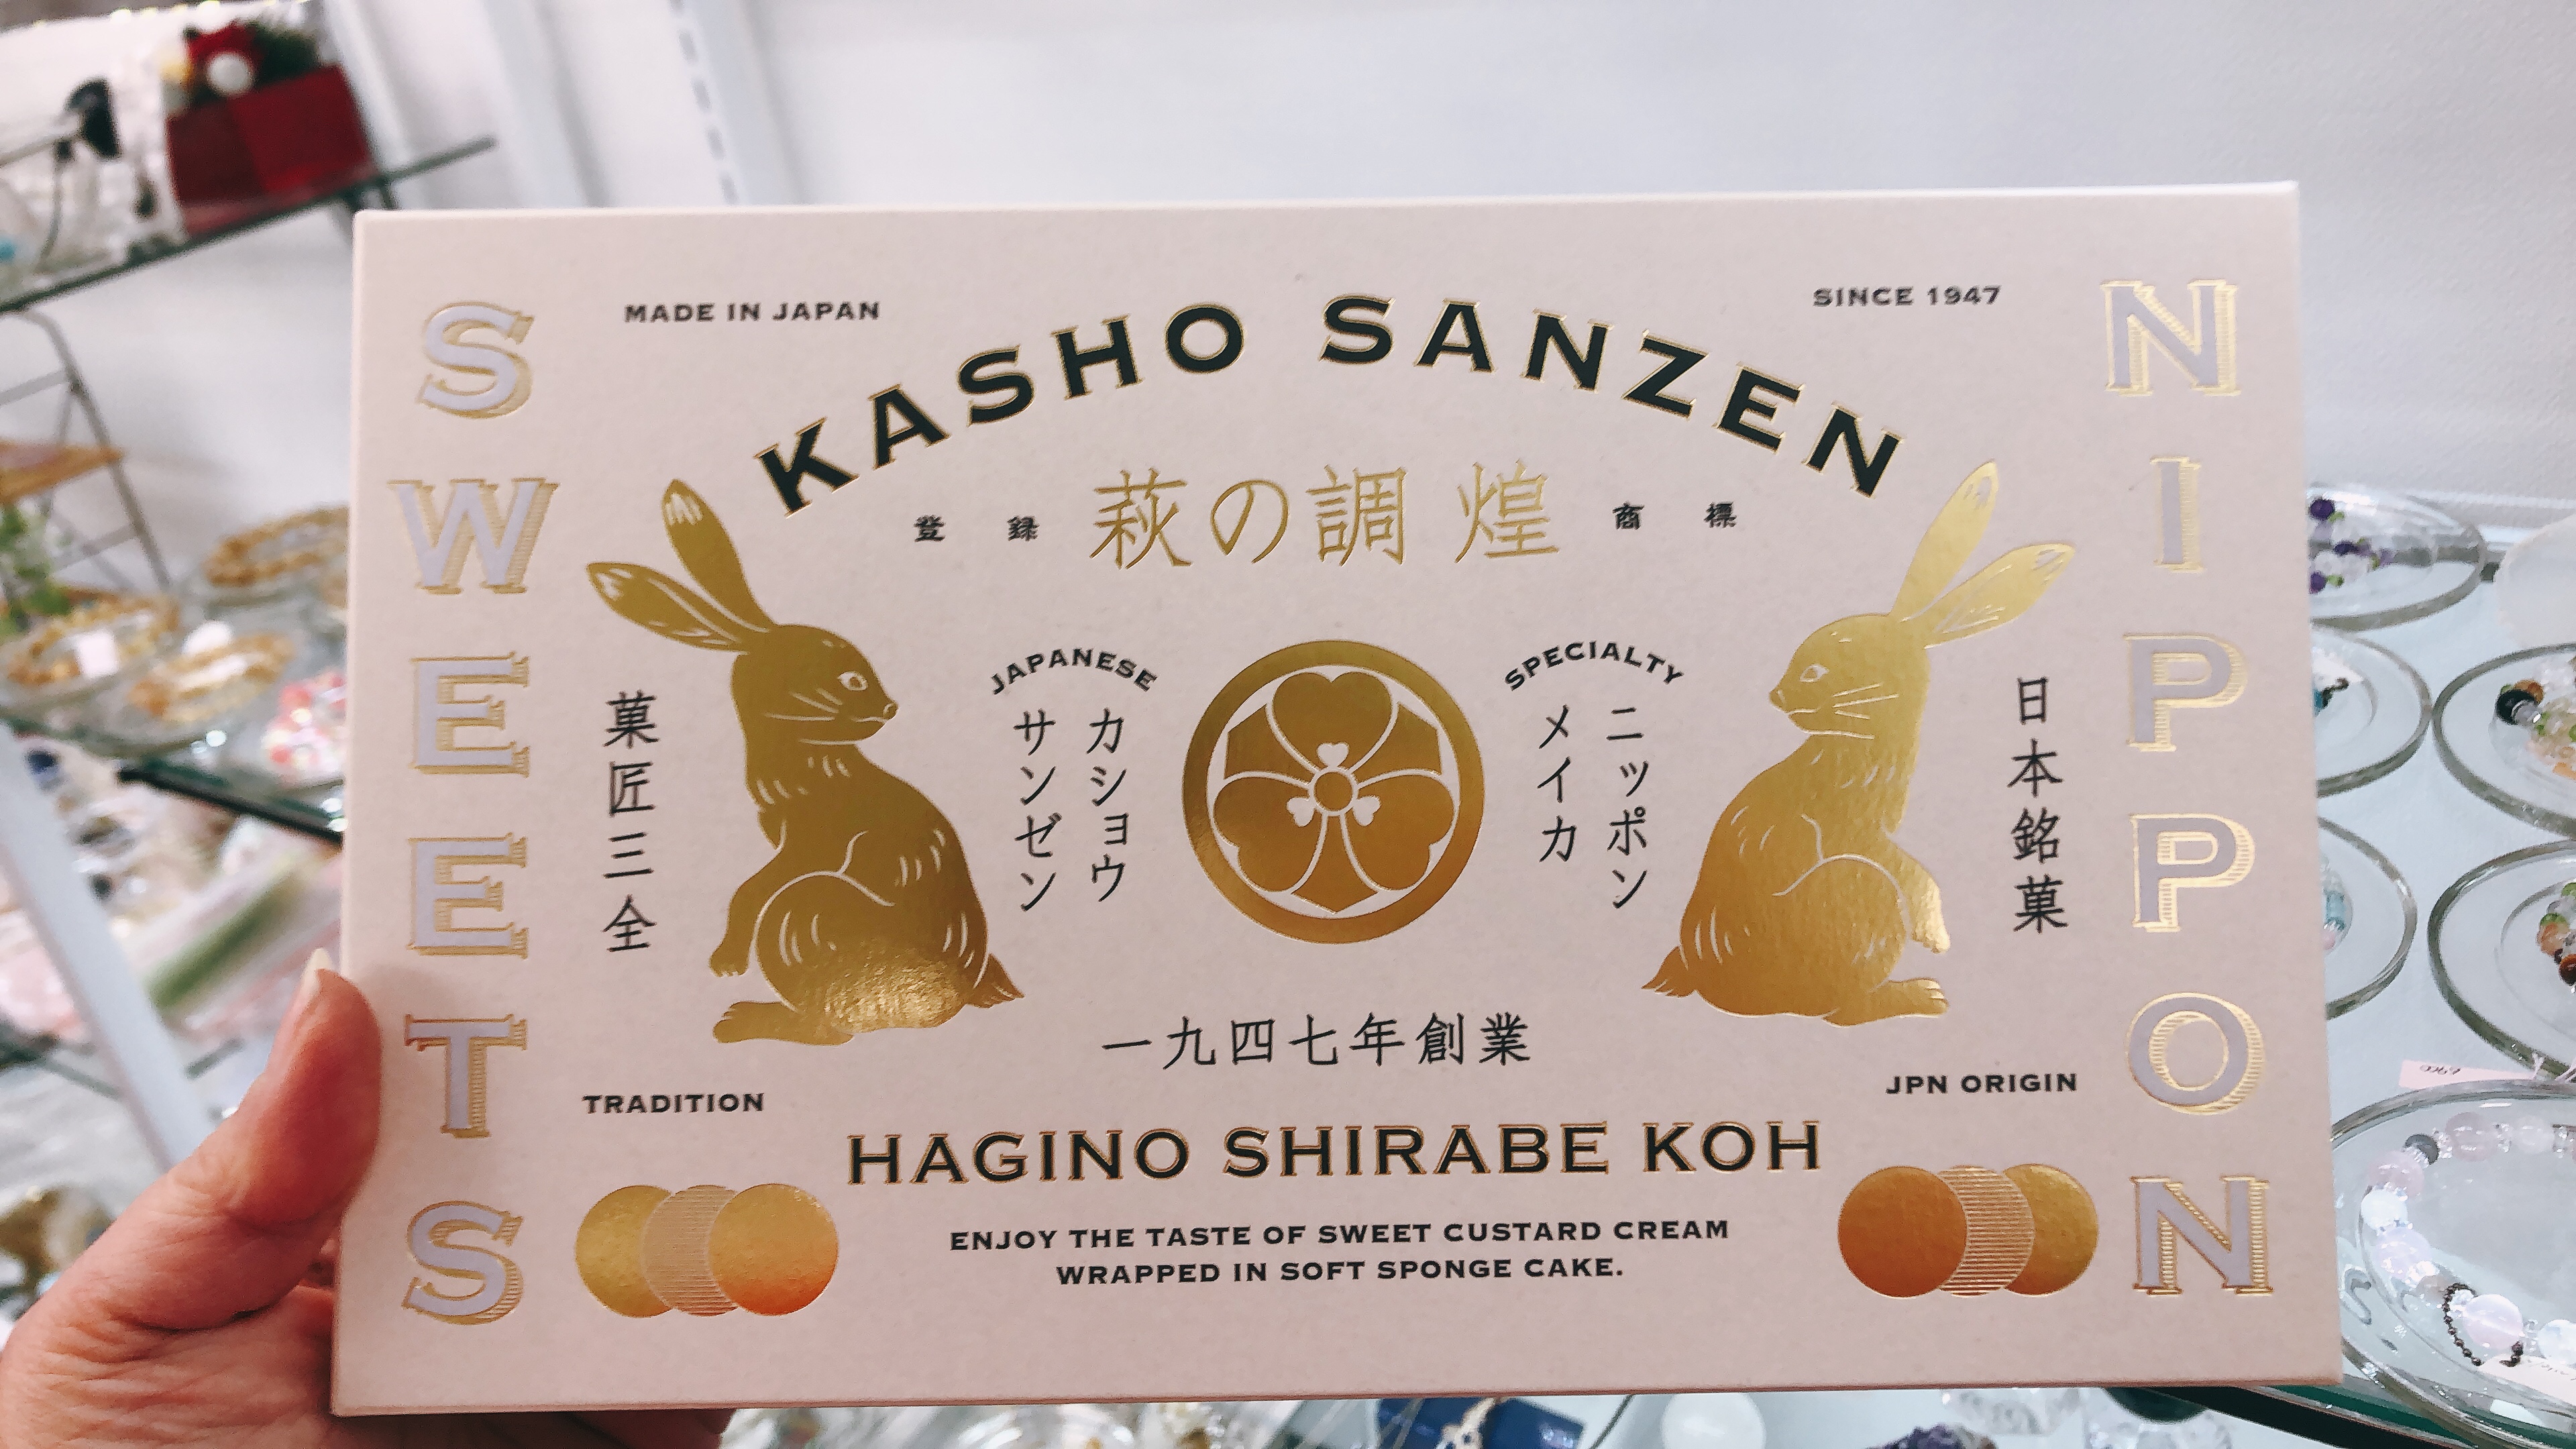 MADE IN JAPAN
SINCE 1947
KASHO SANZEN
登録 萩の調 煌 商標
SWEETS
NIPPON
菓匠三全
JAPANESE
カショウ
サンゼン
SPECIALTY
ニッポン
メイカ
日本銘菓
一九四七年創業
TRADITION
JPN ORIGIN
HAGINO SHIRABE KOH
ENJOY THE TASTE OF SWEET CUSTARD CREAM
WRAPPED IN SOFT SPONGE CAKE.